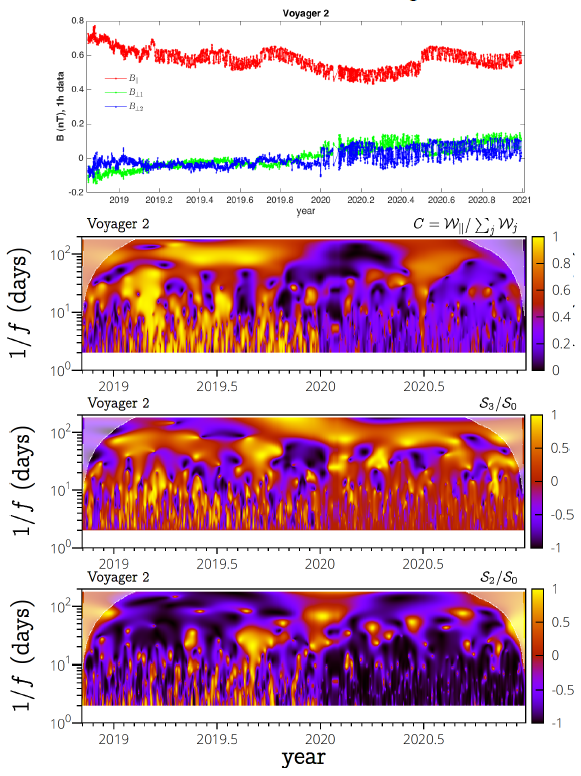 Voyager 2
0.8
0.6
0.4
0.2
0
-0.2
B (nT), 1h data
B∥
B⊥1
B⊥2
2019 2019.2 2019.4 2019.6 2019.8 2020 2020.2 2020.4 2020.6 2020.8 2021
year
Voyager 2 C = W∥/ ∑j Wj
1/f (days)
10²
10¹
10⁰
1
0.8
0.6
0.4
0.2
0
2019 2019.5 2020 2020.5
Voyager 2 S₃/S₀
1/f (days)
10²
10¹
10⁰
1
0.5
0
-0.5
-1
2019 2019.5 2020 2020.5
Voyager 2 S₂/S₀
1/f (days)
10²
10¹
10⁰
1
0.5
0
-0.5
-1
2019 2019.5 2020 2020.5
year